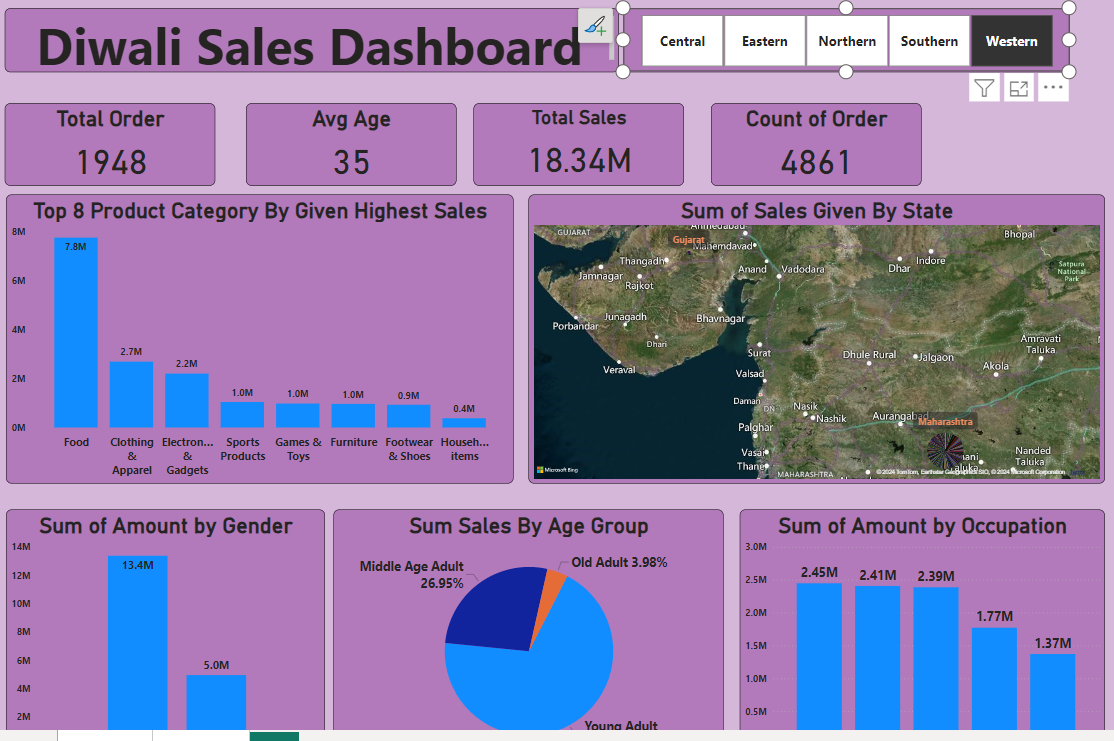 Diwali Sales Dashboard
Central
Eastern
Northern
Southern
Western
Total Order
1948
Avg Age
35
Total Sales
18.34M
Count of Order
4861
Top 8 Product Category By Given Highest Sales
8M
6M
4M
2M
0M
7.8M
2.7M
2.2M
1.0M
1.0M
1.0M
0.9M
0.4M
Food
Clothing
&
Apparel
Electron...
&
Gadgets
Sports
Products
Games &
Toys
Furniture
Footwear
& Shoes
Househ...
items
Sum of Sales Given By State
GUJARAT
Ahmedabad
Gujarat
Mahemdavad
Bhopal
Thangadh
Anand
Vadodara
Indore
Dhar
Satpura
National
Park
Jamnagar
Rajkot
Junagadh
Bhavnagar
Porbandar
Dhari
Veraval
Surat
Dhule Rural
Jalgaon
Amravati
Taluka
Akola
Valsad
Daman
DN
Nasik
Nashik
Aurangabad
Maharashtra
Palghar
Vasai
Thane
MAHARASHTRA
Nanded
Taluka
Microsoft Bing
© 2024 TomTom, Earthstar Geographics SIO, © 2024 Microsoft Corporation
Sum of Amount by Gender
14M
12M
10M
8M
6M
4M
2M
13.4M
5.0M
Sum Sales By Age Group
Middle Age Adult
26.95%
Old Adult 3.98%
Young Adult
Sum of Amount by Occupation
3.0M
2.5M
2.0M
1.5M
1.0M
0.5M
2.45M
2.41M
2.39M
1.77M
1.37M